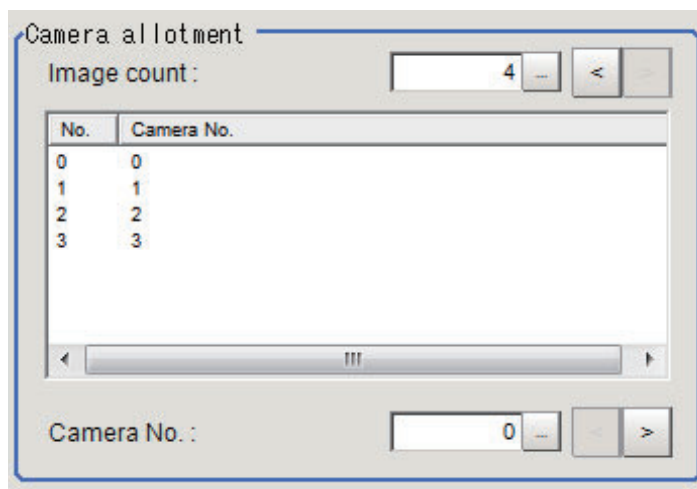 Camera allotment
Image count : 4 ... < >
No. Camera No.
0 0
1 1
2 2
3 3
Camera No. : 0 ... < >